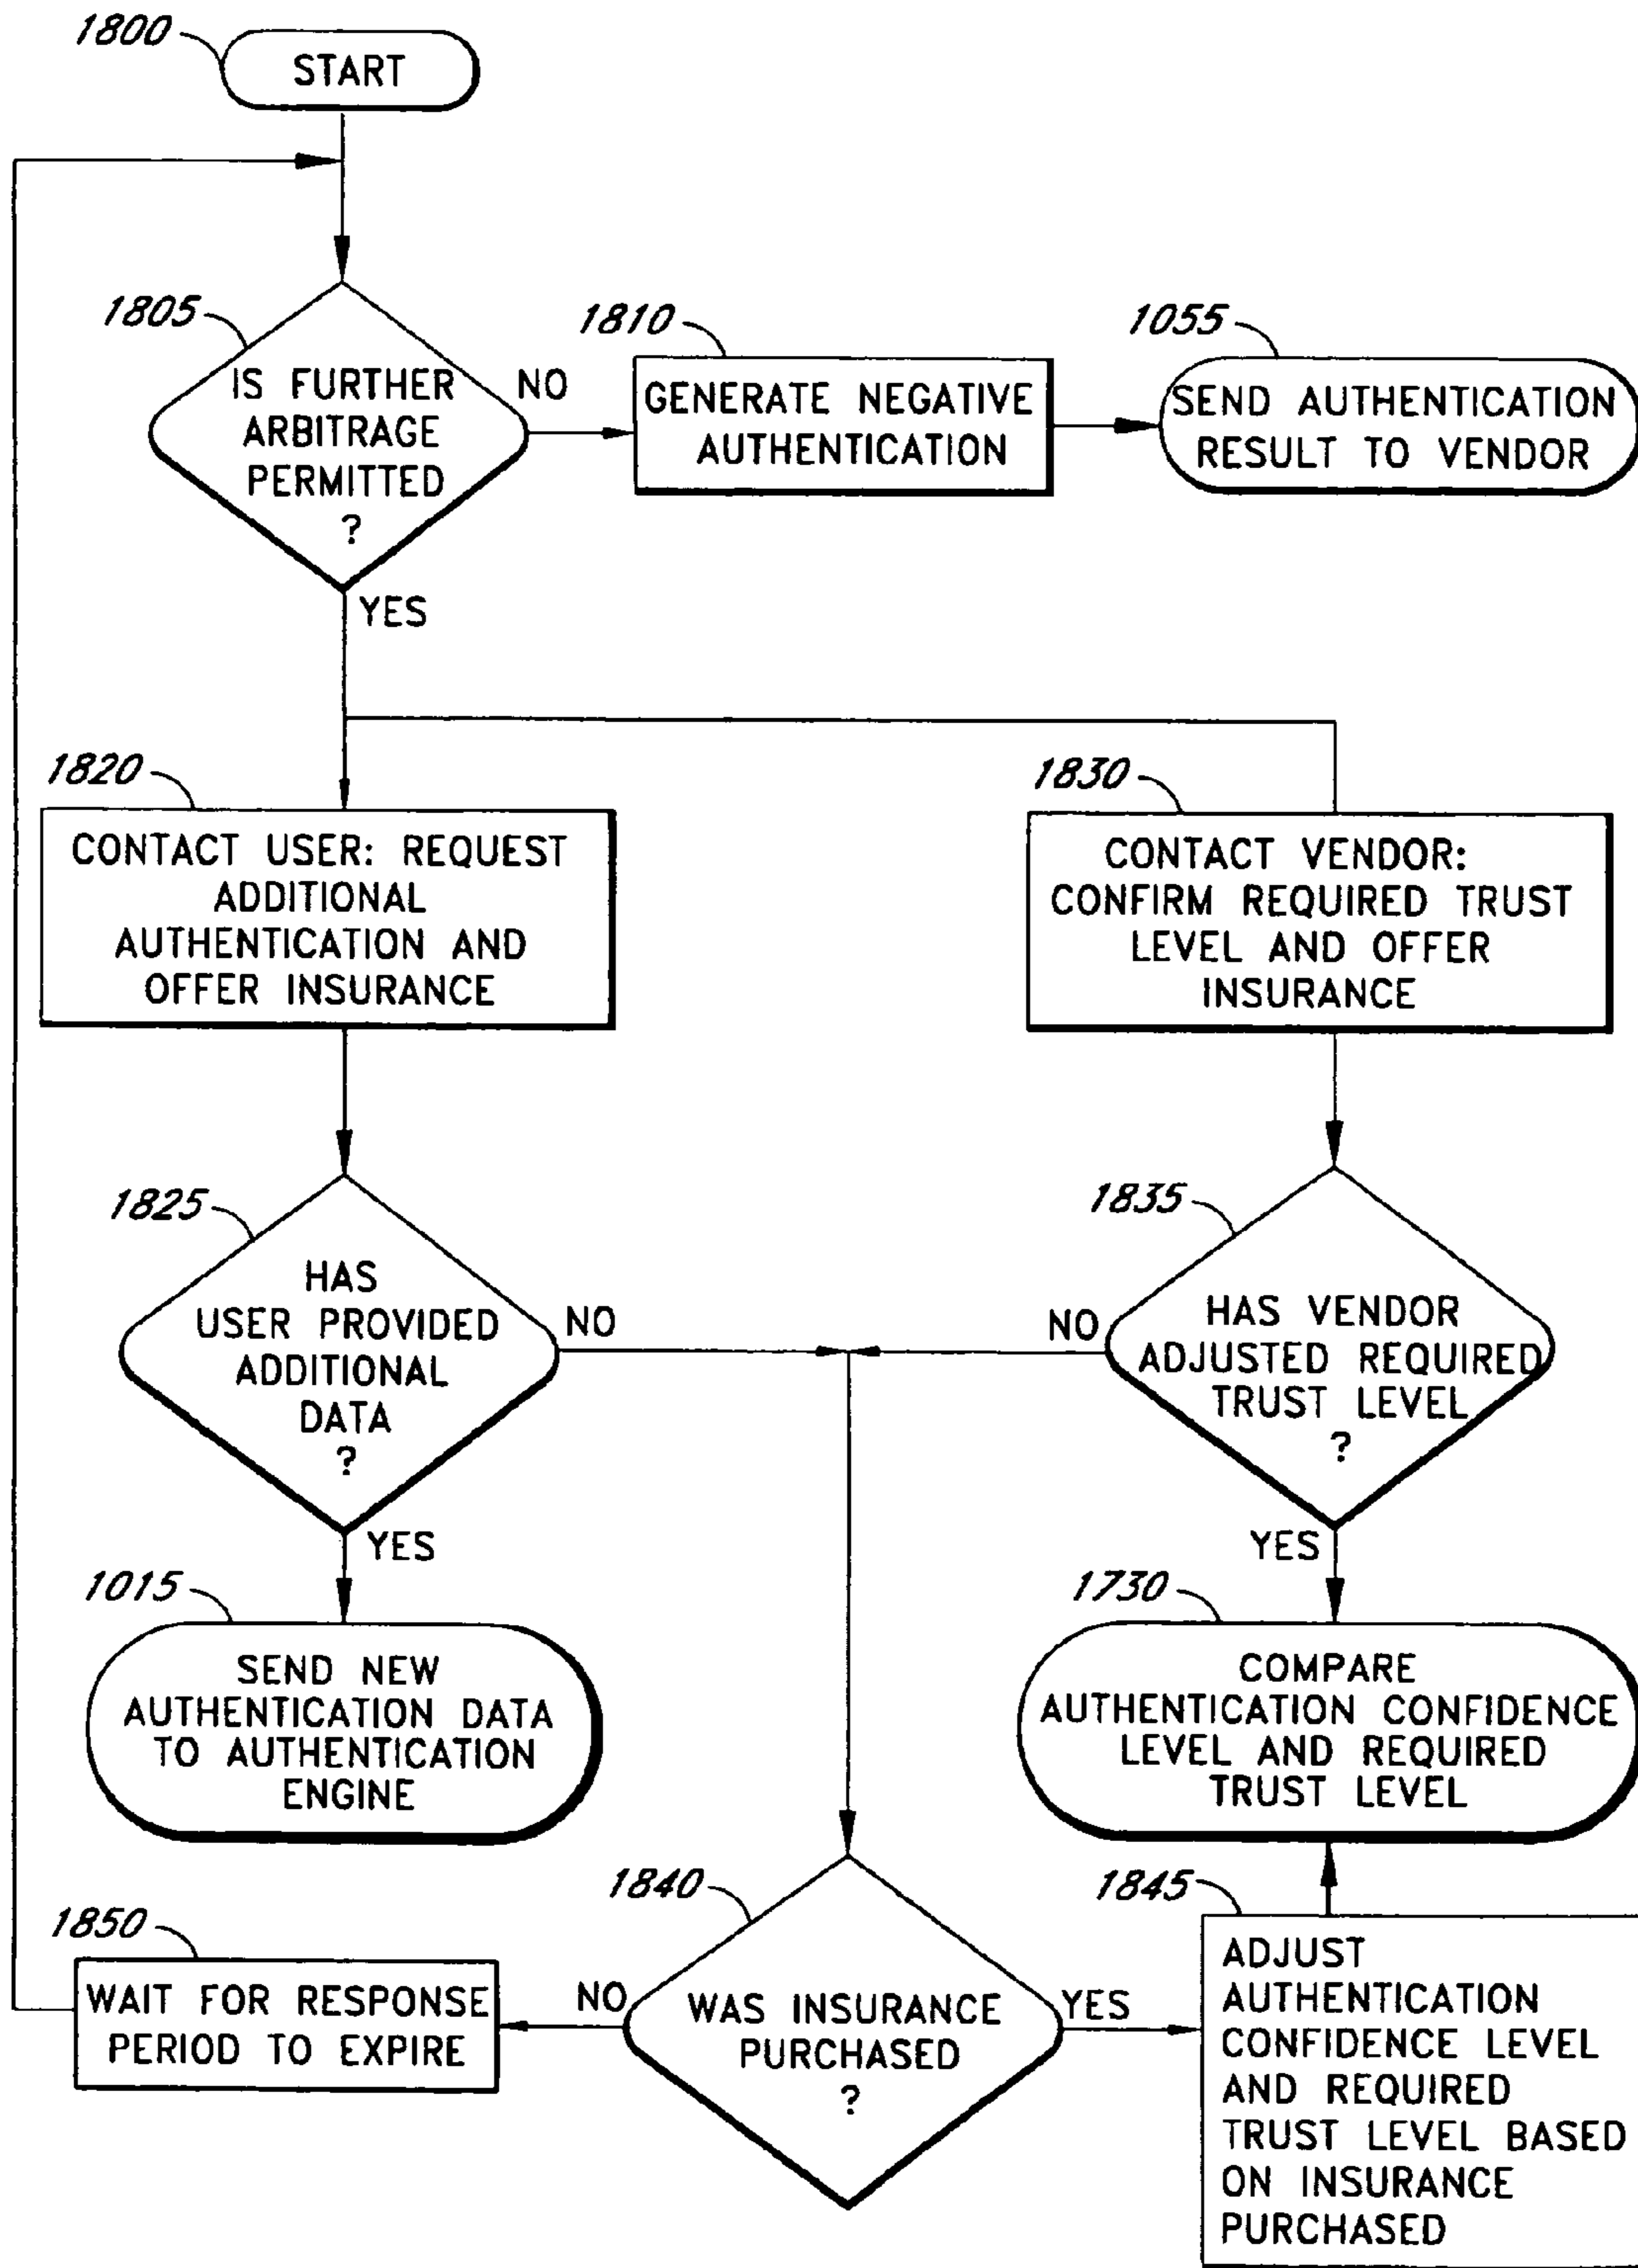 1800
START
1805
IS FURTHER
ARBITRAGE
PERMITTED
?
NO
YES
1810
GENERATE NEGATIVE
AUTHENTICATION
1055
SEND AUTHENTICATION
RESULT TO VENDOR
1820
CONTACT USER: REQUEST
ADDITIONAL
AUTHENTICATION AND
OFFER INSURANCE
1830
CONTACT VENDOR:
CONFIRM REQUIRED TRUST
LEVEL AND OFFER
INSURANCE
1825
HAS
USER PROVIDED
ADDITIONAL
DATA
?
NO
YES
1835
HAS VENDOR
ADJUSTED REQUIRED
TRUST LEVEL
?
NO
YES
1015
SEND NEW
AUTHENTICATION DATA
TO AUTHENTICATION
ENGINE
1730
COMPARE
AUTHENTICATION CONFIDENCE
LEVEL AND REQUIRED
TRUST LEVEL
1840
WAS INSURANCE
PURCHASED
?
NO
YES
1850
WAIT FOR RESPONSE
PERIOD TO EXPIRE
1845
ADJUST
AUTHENTICATION
CONFIDENCE LEVEL
AND REQUIRED
TRUST LEVEL BASED
ON INSURANCE
PURCHASED